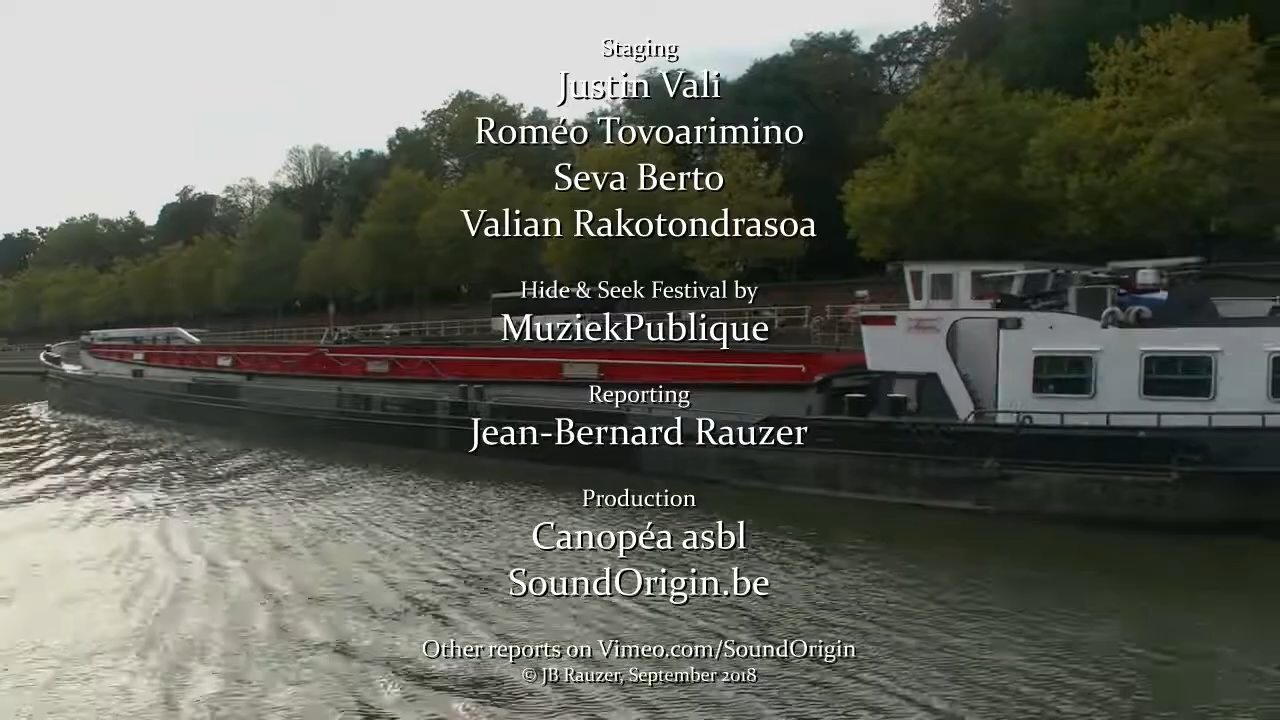 Staging
Justin Vali
Roméo Tovoarimino
Seva Berto
Valian Rakotondrasoa
Hide & Seek Festival by
MuziekPublique
Reporting
Jean-Bernard Rauzer
Production
Canopéa asbl
SoundOrigin.be
Other reports on Vimeo.com/SoundOrigin
© JB Rauzer, September 2018